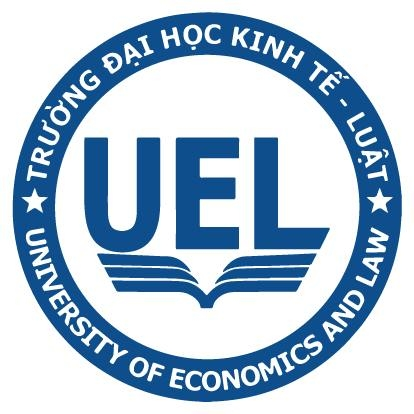 TRƯỜNG ĐẠI HỌC KINH TẾ - LUẬT
UEL
UNIVERSITY OF ECONOMICS AND LAW